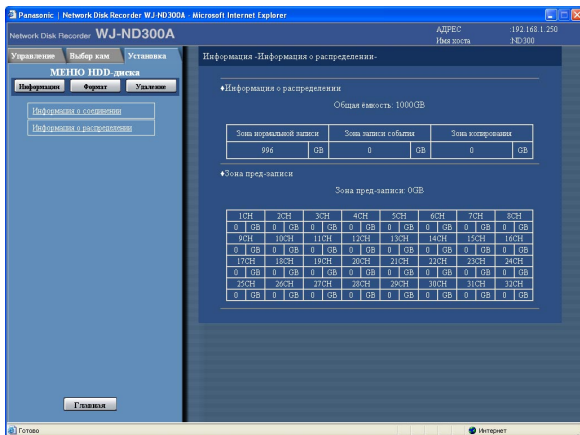 Panasonic | Network Disk Recorder WJ-ND300A - Microsoft Internet Explorer
Network Disk Recorder WJ-ND300A
АДРЕС :192.168.1.250
Имя хоста :ND300
Управление Выбор кам Установка
МЕНЮ HDD-диска
Информация Формат Удаление
Информация о соединении
Информация о распределении
Главная
Информация -Информация о распределении-
♦Информация о распределении
Общая ёмкость: 1000GB
Зона нормальной записи Зона записи события Зона копирования
996 GB 0 GB 0 GB
♦Зона пред-записи
Зона пред-записи: 0GB
1CH 2CH 3CH 4CH 5CH 6CH 7CH 8CH
0 GB 0 GB 0 GB 0 GB 0 GB 0 GB 0 GB 0 GB
9CH 10CH 11CH 12CH 13CH 14CH 15CH 16CH
0 GB 0 GB 0 GB 0 GB 0 GB 0 GB 0 GB 0 GB
17CH 18CH 19CH 20CH 21CH 22CH 23CH 24CH
0 GB 0 GB 0 GB 0 GB 0 GB 0 GB 0 GB 0 GB
25CH 26CH 27CH 28CH 29CH 30CH 31CH 32CH
0 GB 0 GB 0 GB 0 GB 0 GB 0 GB 0 GB 0 GB
Готово Интернет